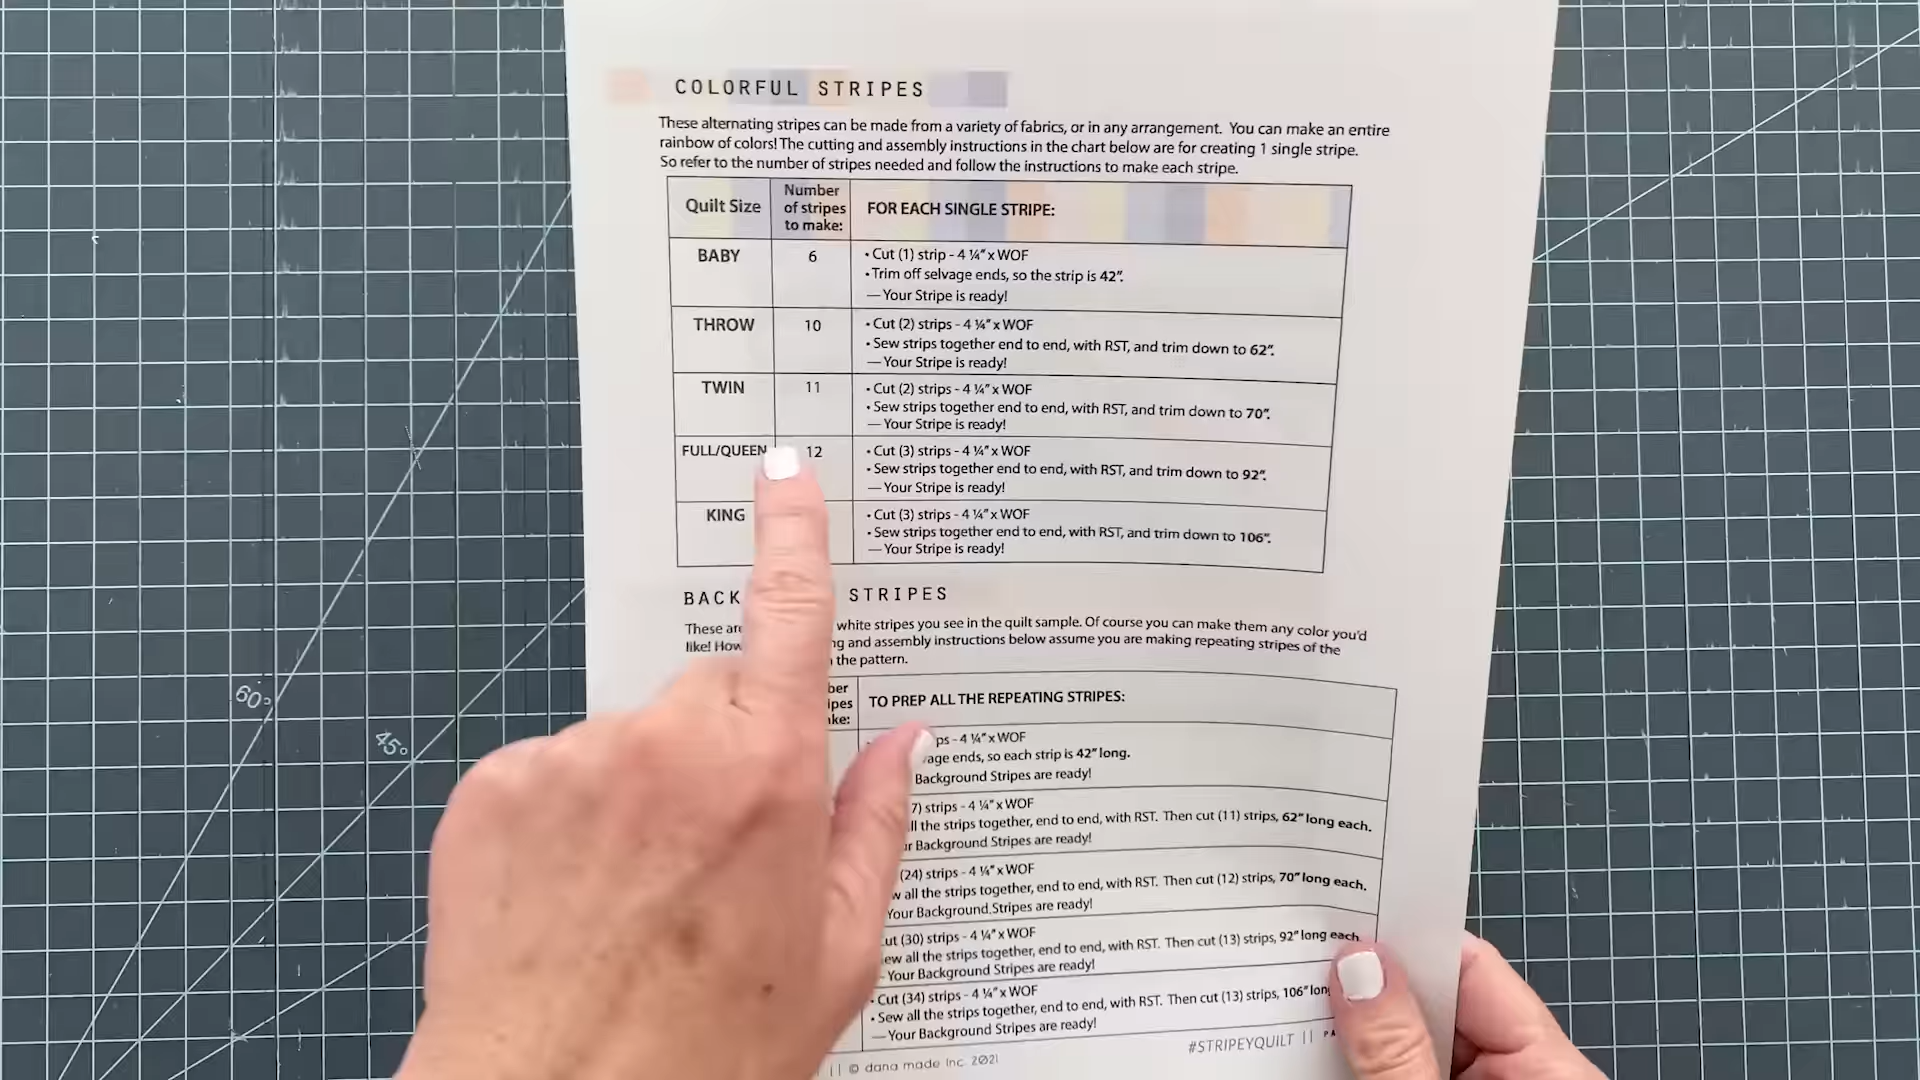 COLORFUL STRIPES
These alternating stripes can be made from a variety of fabrics, or in any arrangement. You can make an entire
rainbow of colors! The cutting and assembly instructions in the chart below are for creating 1 single stripe.
So refer to the number of stripes needed and follow the instructions to make each stripe.
Quilt Size
Number
of stripes
to make:
FOR EACH SINGLE STRIPE:
BABY
6
• Cut (1) strip - 4 ¼" x WOF
• Trim off selvage ends, so the strip is 42".
— Your Stripe is ready!
THROW
10
• Cut (2) strips - 4 ¼" x WOF
• Sew strips together end to end, with RST, and trim down to 62".
— Your Stripe is ready!
TWIN
11
• Cut (2) strips - 4 ¼" x WOF
• Sew strips together end to end, with RST, and trim down to 70".
— Your Stripe is ready!
FULL/QUEEN
12
• Cut (3) strips - 4 ¼" x WOF
• Sew strips together end to end, with RST, and trim down to 92".
— Your Stripe is ready!
KING
• Cut (3) strips - 4 ¼" x WOF
• Sew strips together end to end, with RST, and trim down to 106".
— Your Stripe is ready!
BACK STRIPES
These are white stripes you see in the quilt sample. Of course you can make them any color you'd
like! How ng and assembly instructions below assume you are making repeating stripes of the
the pattern.
ber
ipes
ke:
TO PREP ALL THE REPEATING STRIPES:
ps - 4 ¼" x WOF
age ends, so each strip is 42" long.
Background Stripes are ready!
7) strips - 4 ¼" x WOF
ll the strips together, end to end, with RST. Then cut (11) strips, 62" long each.
r Background Stripes are ready!
(24) strips - 4 ¼" x WOF
w all the strips together, end to end, with RST. Then cut (12) strips, 70" long each.
Your Background Stripes are ready!
ut (30) strips - 4 ¼" x WOF
ew all the strips together, end to end, with RST. Then cut (13) strips, 92" long each
- Your Background Stripes are ready!
• Cut (34) strips - 4 ¼" x WOF
• Sew all the strips together, end to end, with RST. Then cut (13) strips, 106" lon
— Your Background Stripes are ready!
|| © dana made Inc. 2021
#STRIPEYQUILT || PA
60°
45°